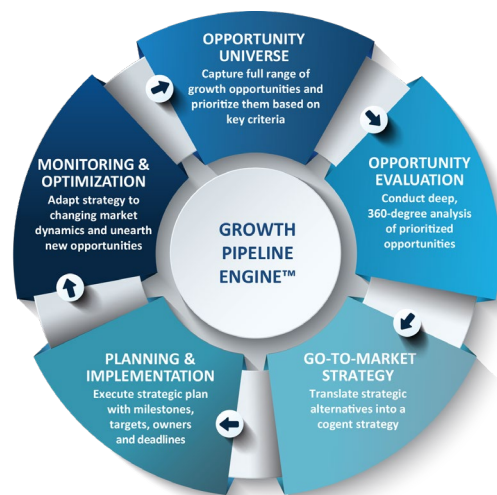 OPPORTUNITY
UNIVERSE
Capture full range of
growth opportunities and
prioritize them based on
key criteria
OPPORTUNITY
EVALUATION
Conduct deep,
360-degree analysis
of prioritized
opportunities
GO-TO-MARKET
STRATEGY
Translate strategic
alternatives into a
cogent strategy
PLANNING &
IMPLEMENTATION
Execute strategic plan
with milestones,
targets, owners
and deadlines
MONITORING &
OPTIMIZATION
Adapt strategy to
changing market
dynamics and unearth
new opportunities
GROWTH
PIPELINE
ENGINE™